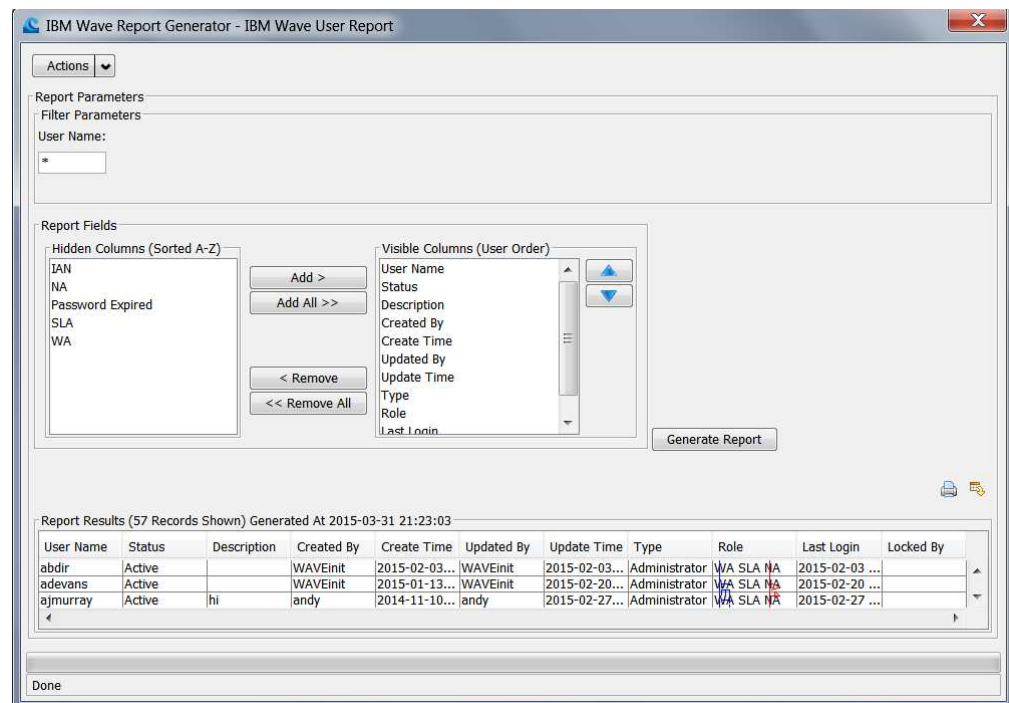 IBM Wave Report Generator - IBM Wave User Report
X
Actions
Report Parameters
Filter Parameters
User Name:
*
Report Fields
Hidden Columns (Sorted A-Z)
IAN
NA
Password Expired
SLA
WA
Add >
Add All >>
< Remove
<< Remove All
Visible Columns (User Order)
User Name
Status
Description
Created By
Create Time
Updated By
Update Time
Type
Role
Last Login
Generate Report
Report Results (57 Records Shown) Generated At 2015-03-31 21:23:03
User Name Status Description Created By Create Time Updated By Update Time Type Role Last Login Locked By
abdir Active WAVEinit 2015-02-03... WAVEinit 2015-02-03... Administrator WA SLA NA 2015-02-03 ...
adevans Active WAVEinit 2015-01-13... WAVEinit 2015-02-20... Administrator WA SLA NA 2015-02-20 ...
ajmurray Active hi andy 2014-11-10... andy 2015-02-27... Administrator WA SLA NA 2015-02-27 ...
Done